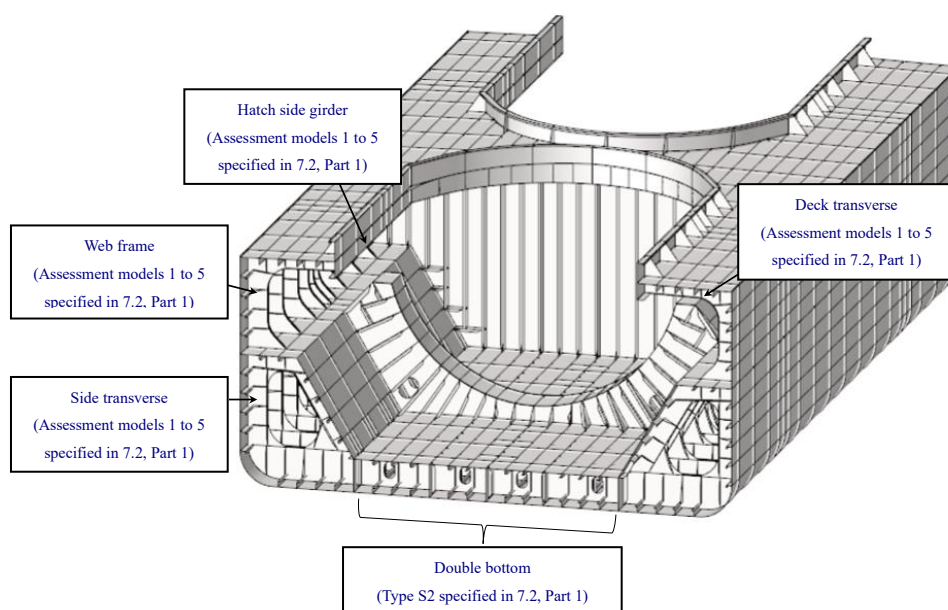 Hatch side girder
(Assessment models 1 to 5
specified in 7.2, Part 1)
Deck transverse
(Assessment models 1 to 5
specified in 7.2, Part 1)
Web frame
(Assessment models 1 to 5
specified in 7.2, Part 1)
Side transverse
(Assessment models 1 to 5
specified in 7.2, Part 1)
Double bottom
(Type S2 specified in 7.2, Part 1)